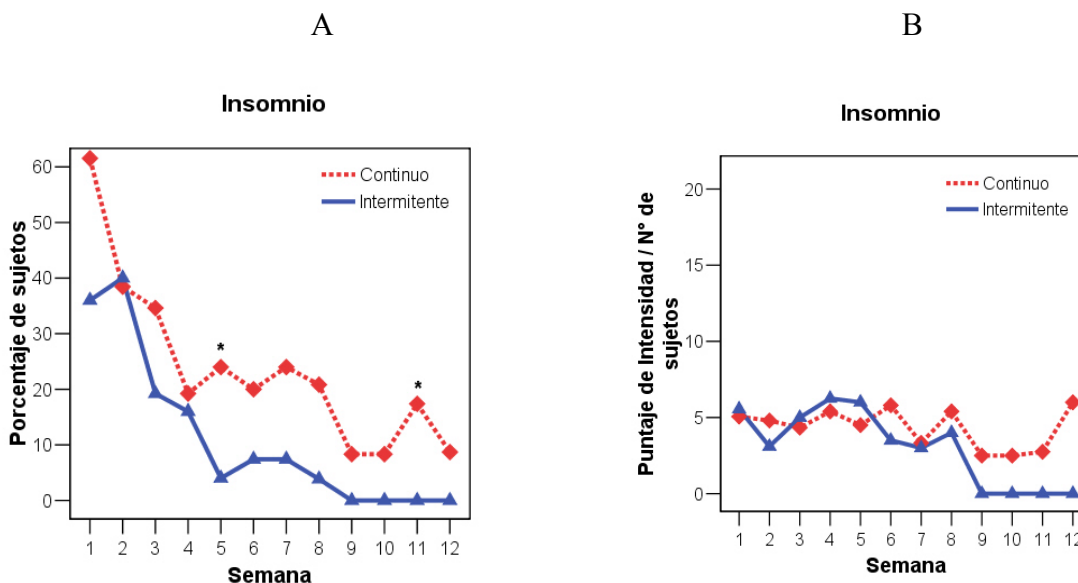 A
Insomnio
Porcentaje de sujetos
60
50
40
30
20
10
0
Continuo
Intermitente
*
*
1 2 3 4 5 6 7 8 9 10 11 12
Semana
B
Insomnio
Puntaje de Intensidad / N° de
sujetos
20
15
10
5
0
Continuo
Intermitente
1 2 3 4 5 6 7 8 9 10 11 12
Semana